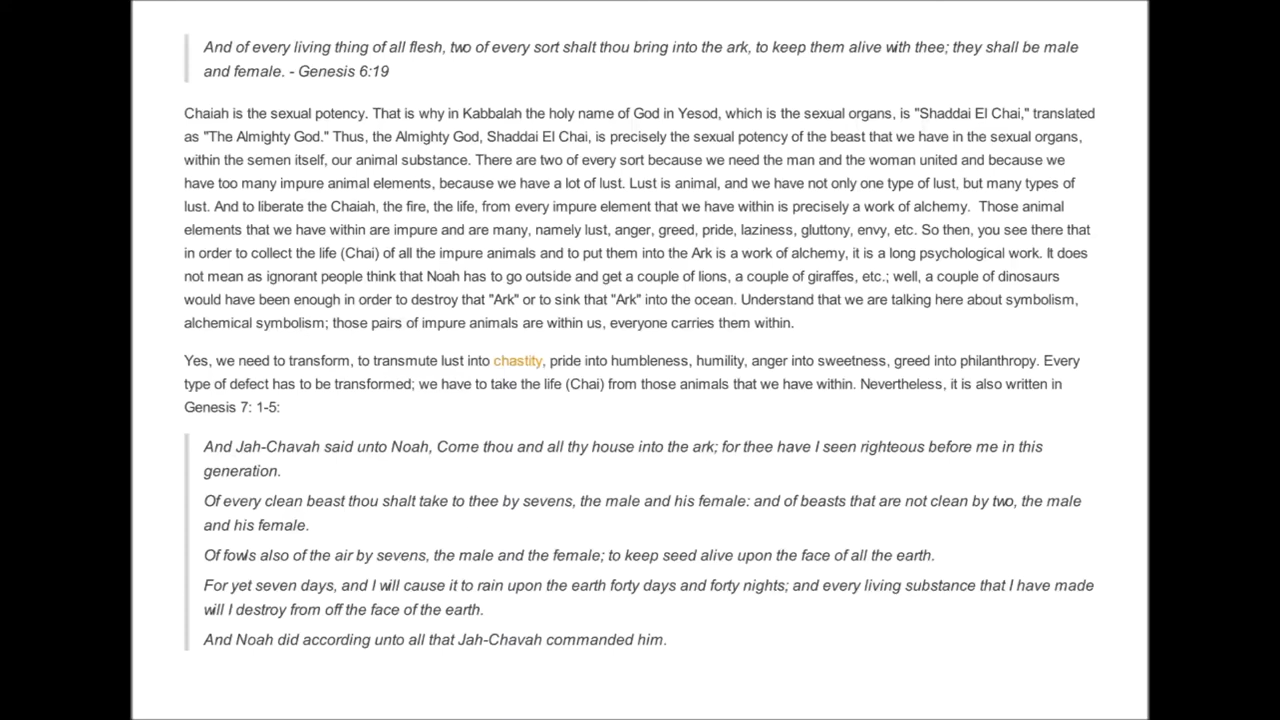 And of every living thing of all flesh, two of every sort shalt thou bring into the ark, to keep them alive with thee; they shall be male
and female. - Genesis 6:19
Chaiah is the sexual potency. That is why in Kabbalah the holy name of God in Yesod, which is the sexual organs, is "Shaddai El Chai," translated
as "The Almighty God." Thus, the Almighty God, Shaddai El Chai, is precisely the sexual potency of the beast that we have in the sexual organs,
within the semen itself, our animal substance. There are two of every sort because we need the man and the woman united and because we
have too many impure animal elements, because we have a lot of lust. Lust is animal, and we have not only one type of lust, but many types of
lust. And to liberate the Chaiah, the fire, the life, from every impure element that we have within is precisely a work of alchemy.  Those animal
elements that we have within are impure and are many, namely lust, anger, greed, pride, laziness, gluttony, envy, etc. So then, you see there that
in order to collect the life (Chai) of all the impure animals and to put them into the Ark is a work of alchemy, it is a long psychological work. It does
not mean as ignorant people think that Noah has to go outside and get a couple of lions, a couple of giraffes, etc.; well, a couple of dinosaurs
would have been enough in order to destroy that "Ark" or to sink that "Ark" into the ocean. Understand that we are talking here about symbolism,
alchemical symbolism; those pairs of impure animals are within us, everyone carries them within.
Yes, we need to transform, to transmute lust into chastity, pride into humbleness, humility, anger into sweetness, greed into philanthropy. Every
type of defect has to be transformed; we have to take the life (Chai) from those animals that we have within. Nevertheless, it is also written in
Genesis 7: 1-5:
And Jah-Chavah said unto Noah, Come thou and all thy house into the ark; for thee have I seen righteous before me in this
generation.
Of every clean beast thou shalt take to thee by sevens, the male and his female: and of beasts that are not clean by two, the male
and his female.
Of fowls also of the air by sevens, the male and the female; to keep seed alive upon the face of all the earth.
For yet seven days, and I will cause it to rain upon the earth forty days and forty nights; and every living substance that I have made
will I destroy from off the face of the earth.
And Noah did according unto all that Jah-Chavah commanded him.